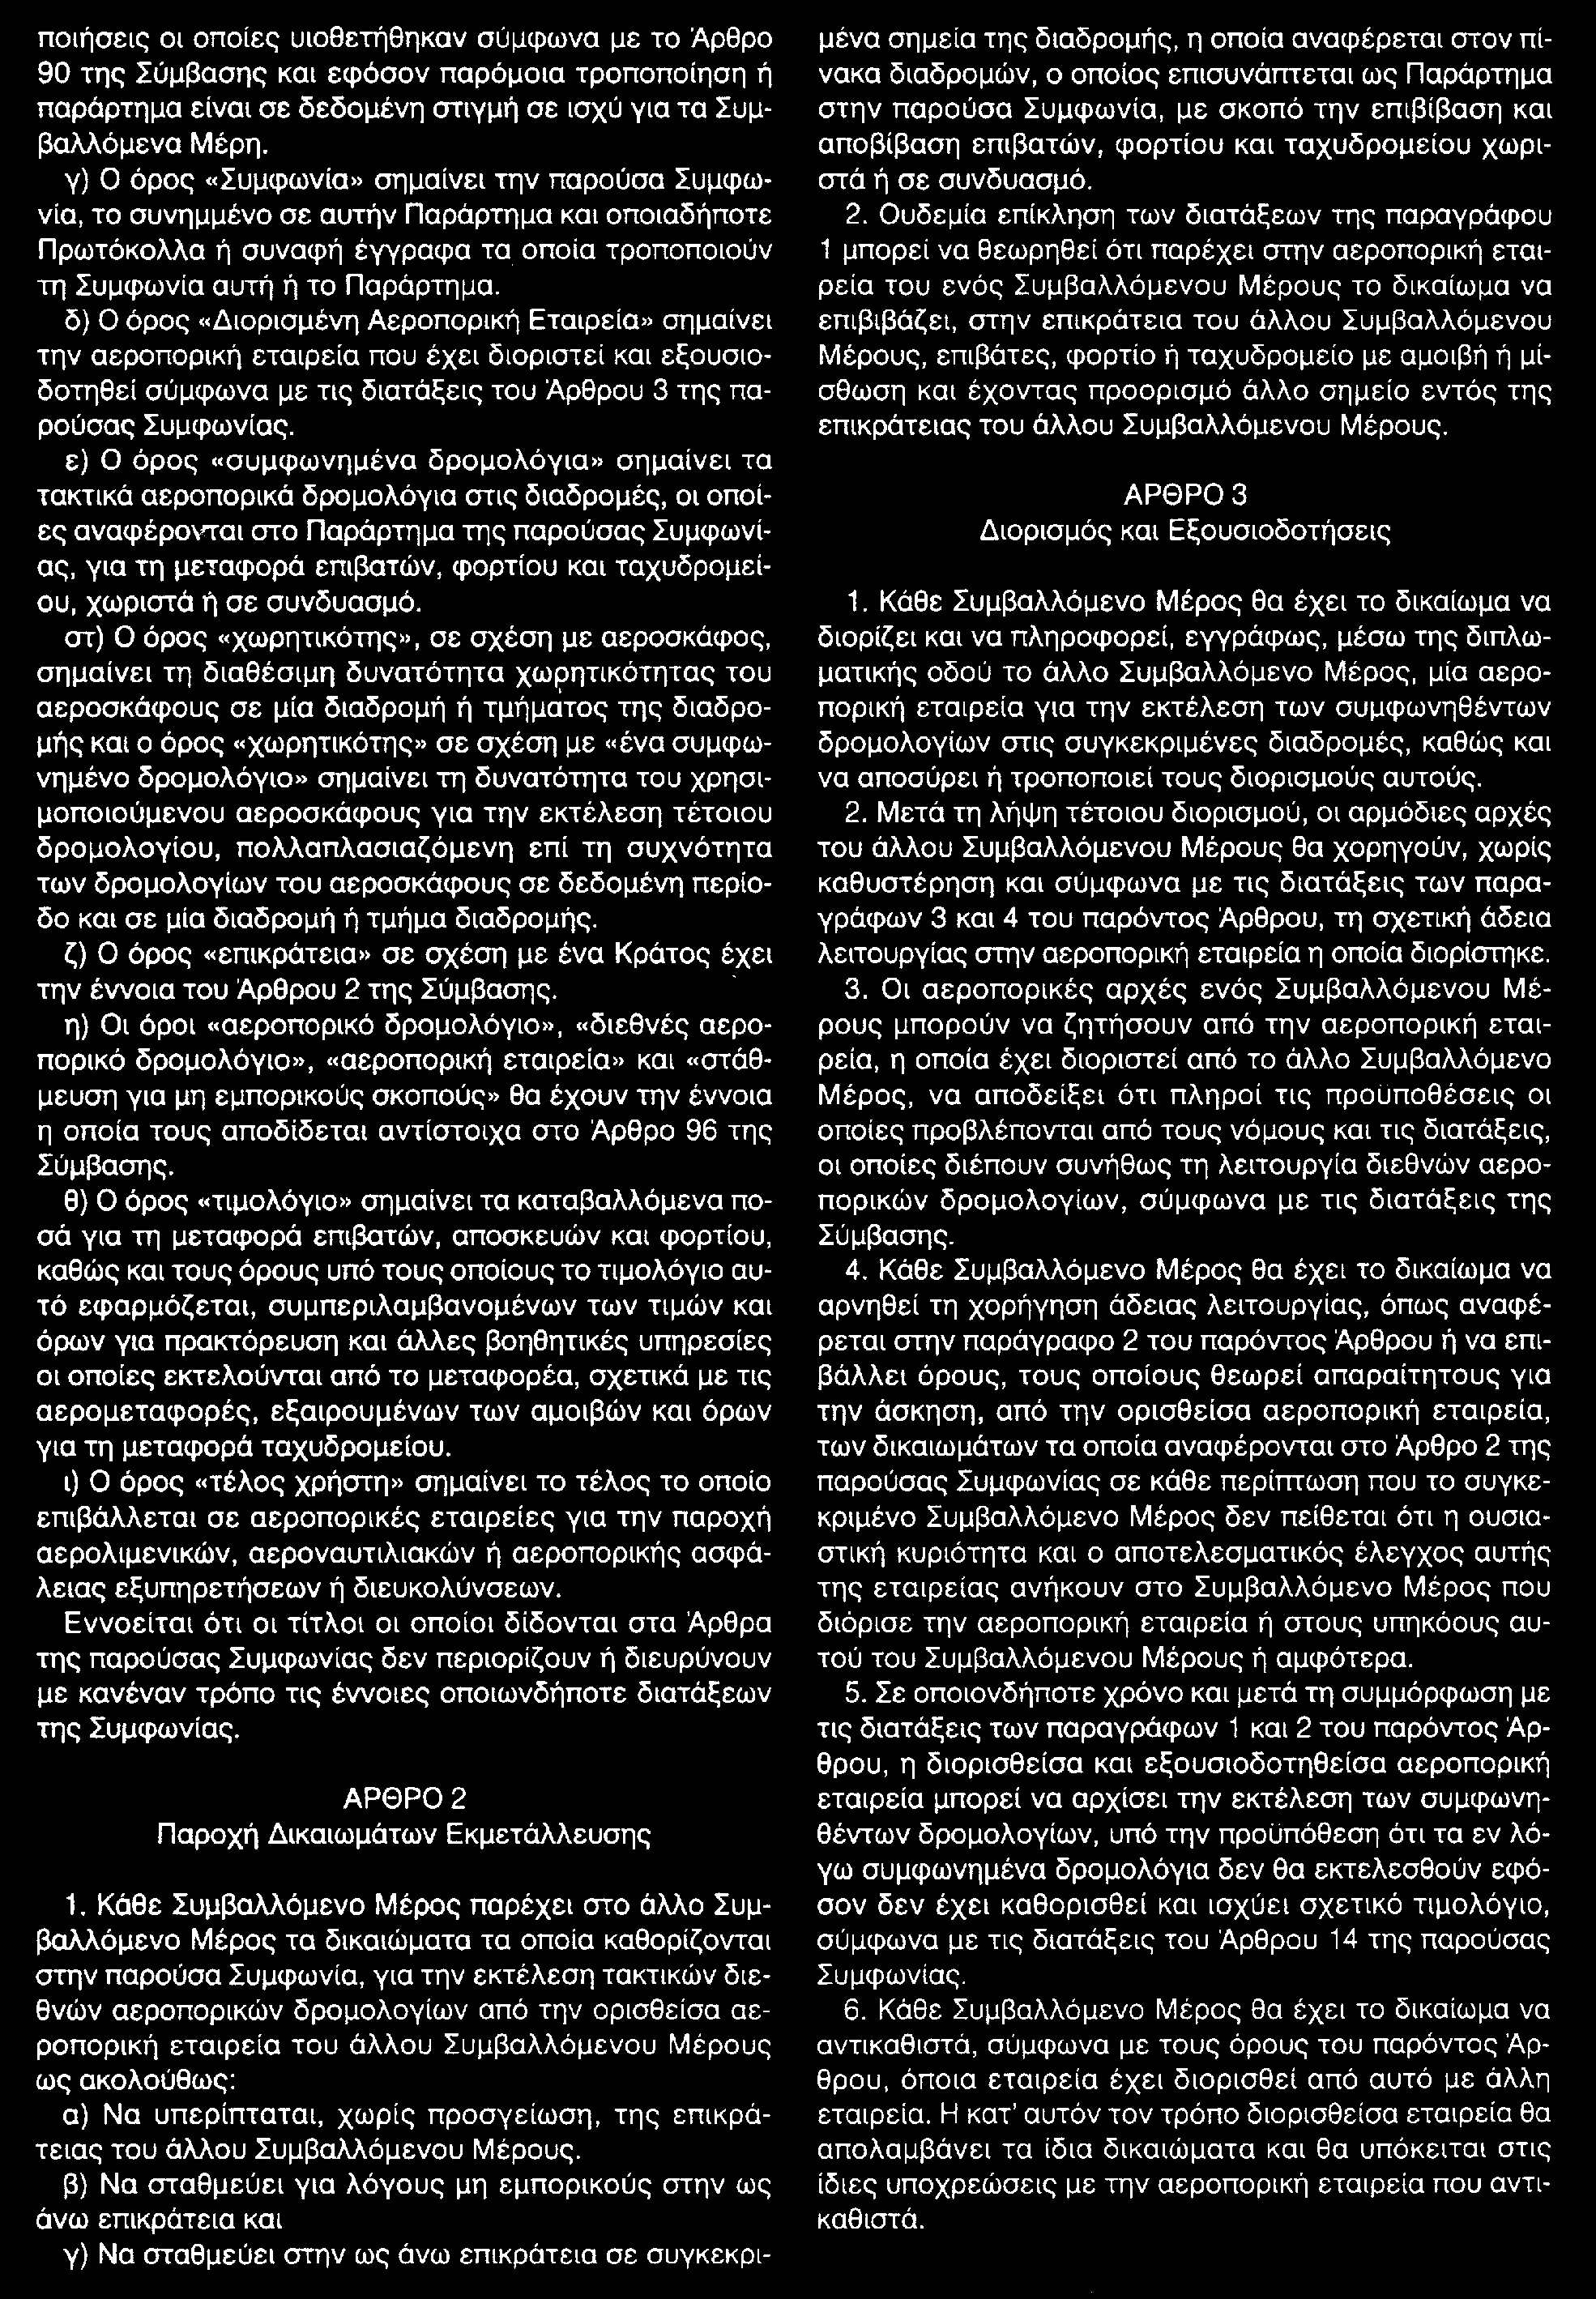 ποιήσεις οι οποίες υιοθετήθηκαν σύμφωνα με το Άρθρο
90 της Σύμβασης και εφόσον παρόμοια τροποποίηση ή
παράρτημα είναι σε δεδομένη στιγμή σε ισχύ για τα Συμ-
βαλλόμενα Μέρη.
γ) Ο όρος «Συμφωνία» σημαίνει την παρούσα Συμφω-
νία, το συνημμένο σε αυτήν Παράρτημα και οποιαδήποτε
Πρωτόκολλα ή συναφή έγγραφα τα οποία τροποποιούν
τη Συμφωνία αυτή ή το Παράρτημα.
δ) Ο όρος «Διορισμένη Αεροπορική Εταιρεία» σημαίνει
την αεροπορική εταιρεία που έχει διοριστεί και εξουσιο-
δοτηθεί σύμφωνα με τις διατάξεις του Άρθρου 3 της πα-
ρούσας Συμφωνίας.
ε) Ο όρος «συμφωνημένα δρομολόγια» σημαίνει τα
τακτικά αεροπορικά δρομολόγια στις διαδρομές, οι οποί-
ες αναφέρονται στο Παράρτημα της παρούσας Συμφωνί-
ας, για τη μεταφορά επιβατών, φορτίου και ταχυδρομεί-
ου, χωριστά ή σε συνδυασμό.
στ) Ο όρος «χωρητικότης», σε σχέση με αεροσκάφος,
σημαίνει τη διαθέσιμη δυνατότητα χωρητικότητας του
αεροσκάφους σε μία διαδρομή ή τμήματος της διαδρο-
μής και ο όρος «χωρητικότης» σε σχέση με «ένα συμφω-
νημένο δρομολόγιο» σημαίνει τη δυνατότητα του χρησι-
μοποιούμενου αεροσκάφους για την εκτέλεση τέτοιου
δρομολογίου, πολλαπλασιαζόμενη επί τη συχνότητα
των δρομολογίων του αεροσκάφους σε δεδομένη περίο-
δο και σε μία διαδρομή ή τμήμα διαδρομής.
ζ) Ο όρος «επικράτεια» σε σχέση με ένα Κράτος έχει
την έννοια του Άρθρου 2 της Σύμβασης.
η) Οι όροι «αεροπορικό δρομολόγιο», «διεθνές αερο-
πορικό δρομολόγιο», «αεροπορική εταιρεία» και «στάθ-
μευση για μη εμπορικούς σκοπούς» θα έχουν την έννοια
η οποία τους αποδίδεται αντίστοιχα στο Άρθρο 96 της
Σύμβασης.
θ) Ο όρος «τιμολόγιο» σημαίνει τα καταβαλλόμενα πο-
σά για τη μεταφορά επιβατών, αποσκευών και φορτίου,
καθώς και τους όρους υπό τους οποίους το τιμολόγιο αυ-
τό εφαρμόζεται, συμπεριλαμβανομένων των τιμών και
όρων για πρακτόρευση και άλλες βοηθητικές υπηρεσίες
οι οποίες εκτελούνται από το μεταφορέα, σχετικά με τις
αερομεταφορές, εξαιρουμένων των αμοιβών και όρων
για τη μεταφορά ταχυδρομείου.
ι) Ο όρος «τέλος χρήστη» σημαίνει το τέλος το οποίο
επιβάλλεται σε αεροπορικές εταιρείες για την παροχή
αερολιμενικών, αεροναυτιλιακών ή αεροπορικής ασφά-
λειας εξυπηρετήσεων ή διευκολύνσεων.
Εννοείται ότι οι τίτλοι οι οποίοι δίδονται στα Άρθρα
της παρούσας Συμφωνίας δεν περιορίζουν ή διευρύνουν
με κανέναν τρόπο τις έννοιες οποιωνδήποτε διατάξεων
της Συμφωνίας.
ΑΡΘΡΟ 2
Παροχή Δικαιωμάτων Εκμετάλλευσης
1. Κάθε Συμβαλλόμενο Μέρος παρέχει στο άλλο Συμ-
βαλλόμενο Μέρος τα δικαιώματα τα οποία καθορίζονται
στην παρούσα Συμφωνία, για την εκτέλεση τακτικών διε-
θνών αεροπορικών δρομολογίων από την ορισθείσα αε-
ροπορική εταιρεία του άλλου Συμβαλλόμενου Μέρους
ως ακολούθως:
α) Να υπερίπταται, χωρίς προσγείωση, της επικρά-
τειας του άλλου Συμβαλλόμενου Μέρους.
β) Να σταθμεύει για λόγους μη εμπορικούς στην ως
άνω επικράτεια και
γ) Να σταθμεύει στην ως άνω επικράτεια σε συγκεκρι-
μένα σημεία της διαδρομής, η οποία αναφέρεται στον πί-
νακα διαδρομών, ο οποίος επισυνάπτεται ως Παράρτημα
στην παρούσα Συμφωνία, με σκοπό την επιβίβαση και
αποβίβαση επιβατών, φορτίου και ταχυδρομείου χωρι-
στά ή σε συνδυασμό.
2. Ουδεμία επίκληση των διατάξεων της παραγράφου
1 μπορεί να θεωρηθεί ότι παρέχει στην αεροπορική εται-
ρεία του ενός Συμβαλλόμενου Μέρους το δικαίωμα να
επιβιβάζει, στην επικράτεια του άλλου Συμβαλλόμενου
Μέρους, επιβάτες, φορτίο ή ταχυδρομείο με αμοιβή ή μί-
σθωση και έχοντας προορισμό άλλο σημείο εντός της
επικράτειας του άλλου Συμβαλλόμενου Μέρους.
ΑΡΘΡΟ 3
Διορισμός και Εξουσιοδοτήσεις
1. Κάθε Συμβαλλόμενο Μέρος θα έχει το δικαίωμα να
διορίζει και να πληροφορεί, εγγράφως, μέσω της διπλω-
ματικής οδού το άλλο Συμβαλλόμενο Μέρος, μία αερο-
πορική εταιρεία για την εκτέλεση των συμφωνηθέντων
δρομολογίων στις συγκεκριμένες διαδρομές, καθώς και
να αποσύρει ή τροποποιεί τους διορισμούς αυτούς.
2. Μετά τη λήψη τέτοιου διορισμού, οι αρμόδιες αρχές
του άλλου Συμβαλλόμενου Μέρους θα χορηγούν, χωρίς
καθυστέρηση και σύμφωνα με τις διατάξεις των παρα-
γράφων 3 και 4 του παρόντος Άρθρου, τη σχετική άδεια
λειτουργίας στην αεροπορική εταιρεία η οποία διορίστηκε.
3. Οι αεροπορικές αρχές ενός Συμβαλλόμενου Μέ-
ρους μπορούν να ζητήσουν από την αεροπορική εται-
ρεία, η οποία έχει διοριστεί από το άλλο Συμβαλλόμενο
Μέρος, να αποδείξει ότι πληροί τις προϋποθέσεις οι
οποίες προβλέπονται από τους νόμους και τις διατάξεις,
οι οποίες διέπουν συνήθως τη λειτουργία διεθνών αερο-
πορικών δρομολογίων, σύμφωνα με τις διατάξεις της
Σύμβασης.
4. Κάθε Συμβαλλόμενο Μέρος θα έχει το δικαίωμα να
αρνηθεί τη χορήγηση άδειας λειτουργίας, όπως αναφέ-
ρεται στην παράγραφο 2 του παρόντος Άρθρου ή να επι-
βάλλει όρους, τους οποίους θεωρεί απαραίτητους για
την άσκηση, από την ορισθείσα αεροπορική εταιρεία,
των δικαιωμάτων τα οποία αναφέρονται στο Άρθρο 2 της
παρούσας Συμφωνίας σε κάθε περίπτωση που το συγκε-
κριμένο Συμβαλλόμενο Μέρος δεν πείθεται ότι η ουσια-
στική κυριότητα και ο αποτελεσματικός έλεγχος αυτής
της εταιρείας ανήκουν στο Συμβαλλόμενο Μέρος που
διόρισε την αεροπορική εταιρεία ή στους υπηκόους αυ-
τού του Συμβαλλόμενου Μέρους ή αμφότερα.
5. Σε οποιονδήποτε χρόνο και μετά τη συμμόρφωση με
τις διατάξεις των παραγράφων 1 και 2 του παρόντος Άρ-
θρου, η διορισθείσα και εξουσιοδοτηθείσα αεροπορική
εταιρεία μπορεί να αρχίσει την εκτέλεση των συμφωνη-
θέντων δρομολογίων, υπό την προϋπόθεση ότι τα εν λό-
γω συμφωνημένα δρομολόγια δεν θα εκτελεσθούν εφό-
σον δεν έχει καθορισθεί και ισχύει σχετικό τιμολόγιο,
σύμφωνα με τις διατάξεις του Άρθρου 14 της παρούσας
Συμφωνίας.
6. Κάθε Συμβαλλόμενο Μέρος θα έχει το δικαίωμα να
αντικαθιστά, σύμφωνα με τους όρους του παρόντος Άρ-
θρου, όποια εταιρεία έχει διορισθεί από αυτό με άλλη
εταιρεία. Η κατ' αυτόν τον τρόπο διορισθείσα εταιρεία θα
απολαμβάνει τα ίδια δικαιώματα και θα υπόκειται στις
ίδιες υποχρεώσεις με την αεροπορική εταιρεία που αντι-
καθιστά.